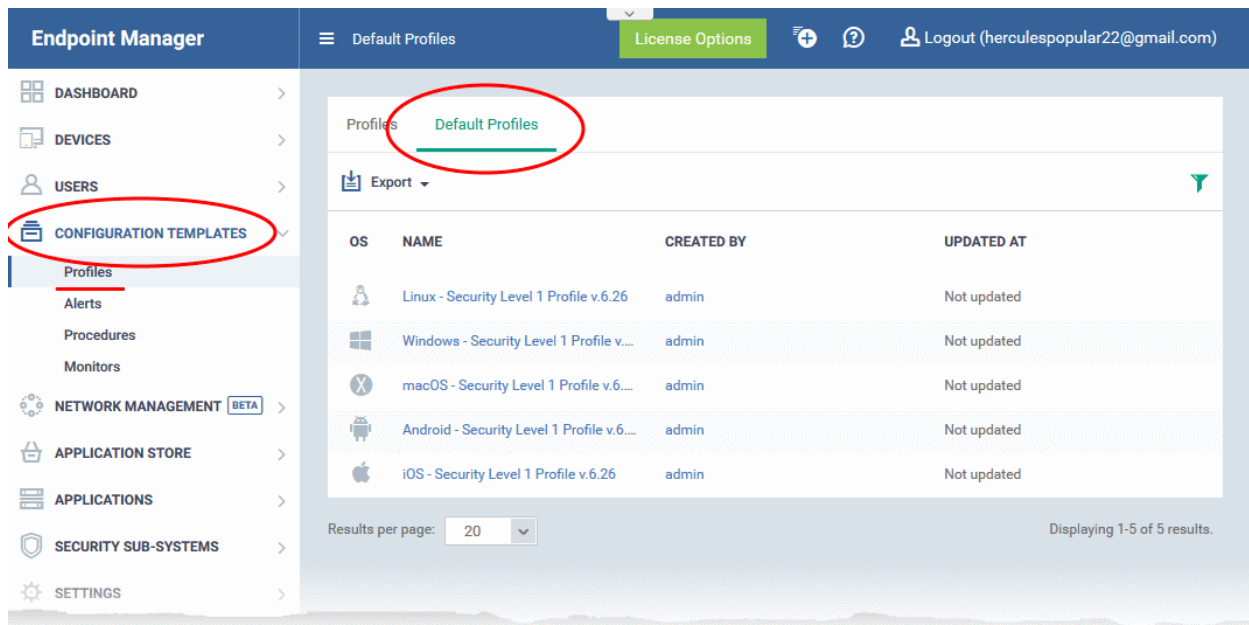 Endpoint Manager
Default Profiles
License Options
Logout (herculespopular22@gmail.com)
DASHBOARD
DEVICES
USERS
CONFIGURATION TEMPLATES
Profiles
Alerts
Procedures
Monitors
NETWORK MANAGEMENT BETA
APPLICATION STORE
APPLICATIONS
SECURITY SUB-SYSTEMS
SETTINGS
Profiles Default Profiles
Export
OS NAME CREATED BY UPDATED AT
Linux - Security Level 1 Profile v.6.26 admin Not updated
Windows - Security Level 1 Profile v.... admin Not updated
macOS - Security Level 1 Profile v.6.... admin Not updated
Android - Security Level 1 Profile v.6.... admin Not updated
iOS - Security Level 1 Profile v.6.26 admin Not updated
Results per page: 20
Displaying 1-5 of 5 results.